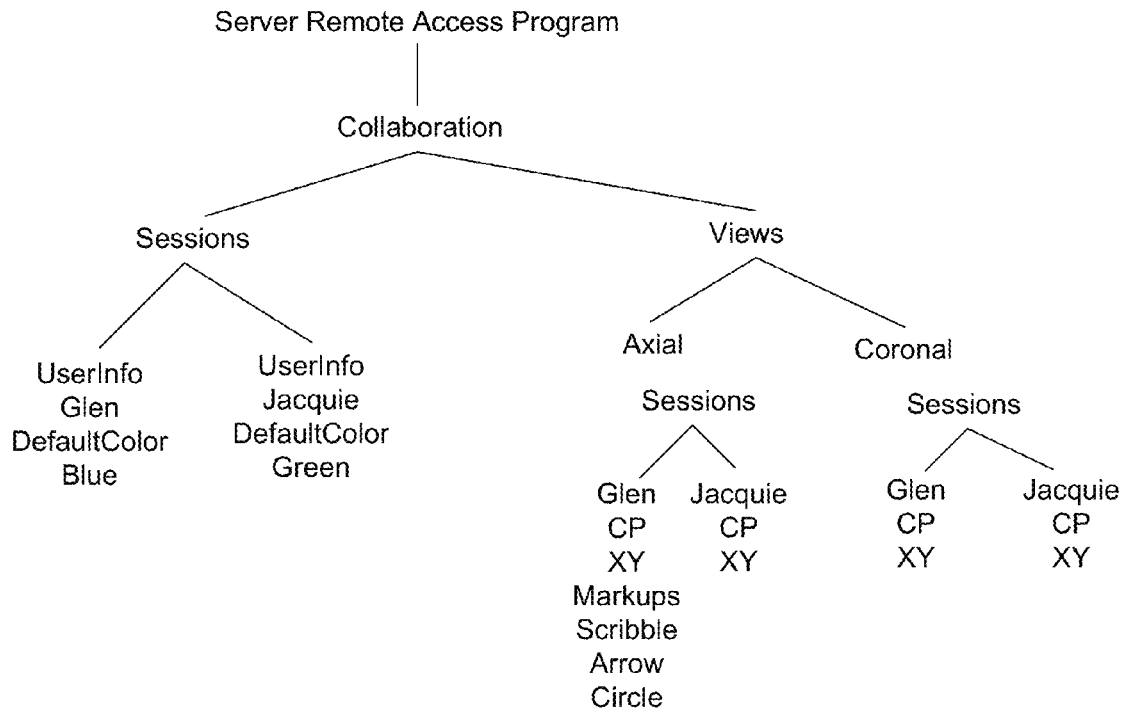 Server Remote Access Program
Collaboration
Sessions
Views
UserInfo
Glen
DefaultColor
Blue
UserInfo
Jacquie
DefaultColor
Green
Axial
Sessions
Glen
CP
XY
Markups
Scribble
Arrow
Circle
Jacquie
CP
XY
Coronal
Sessions
Glen
CP
XY
Jacquie
CP
XY